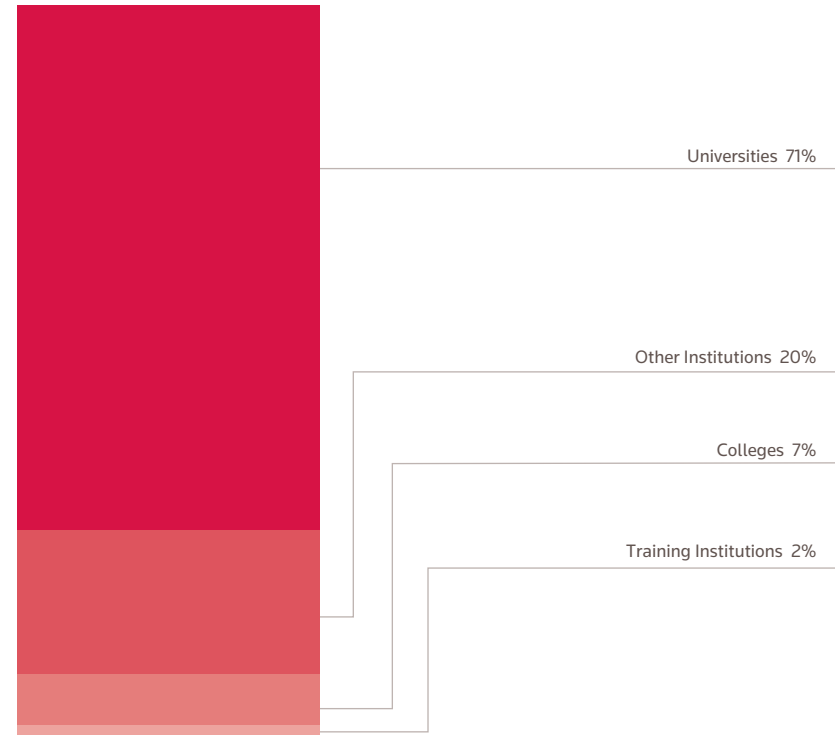 Universities 71%
Other Institutions 20%
Colleges 7%
Training Institutions 2%